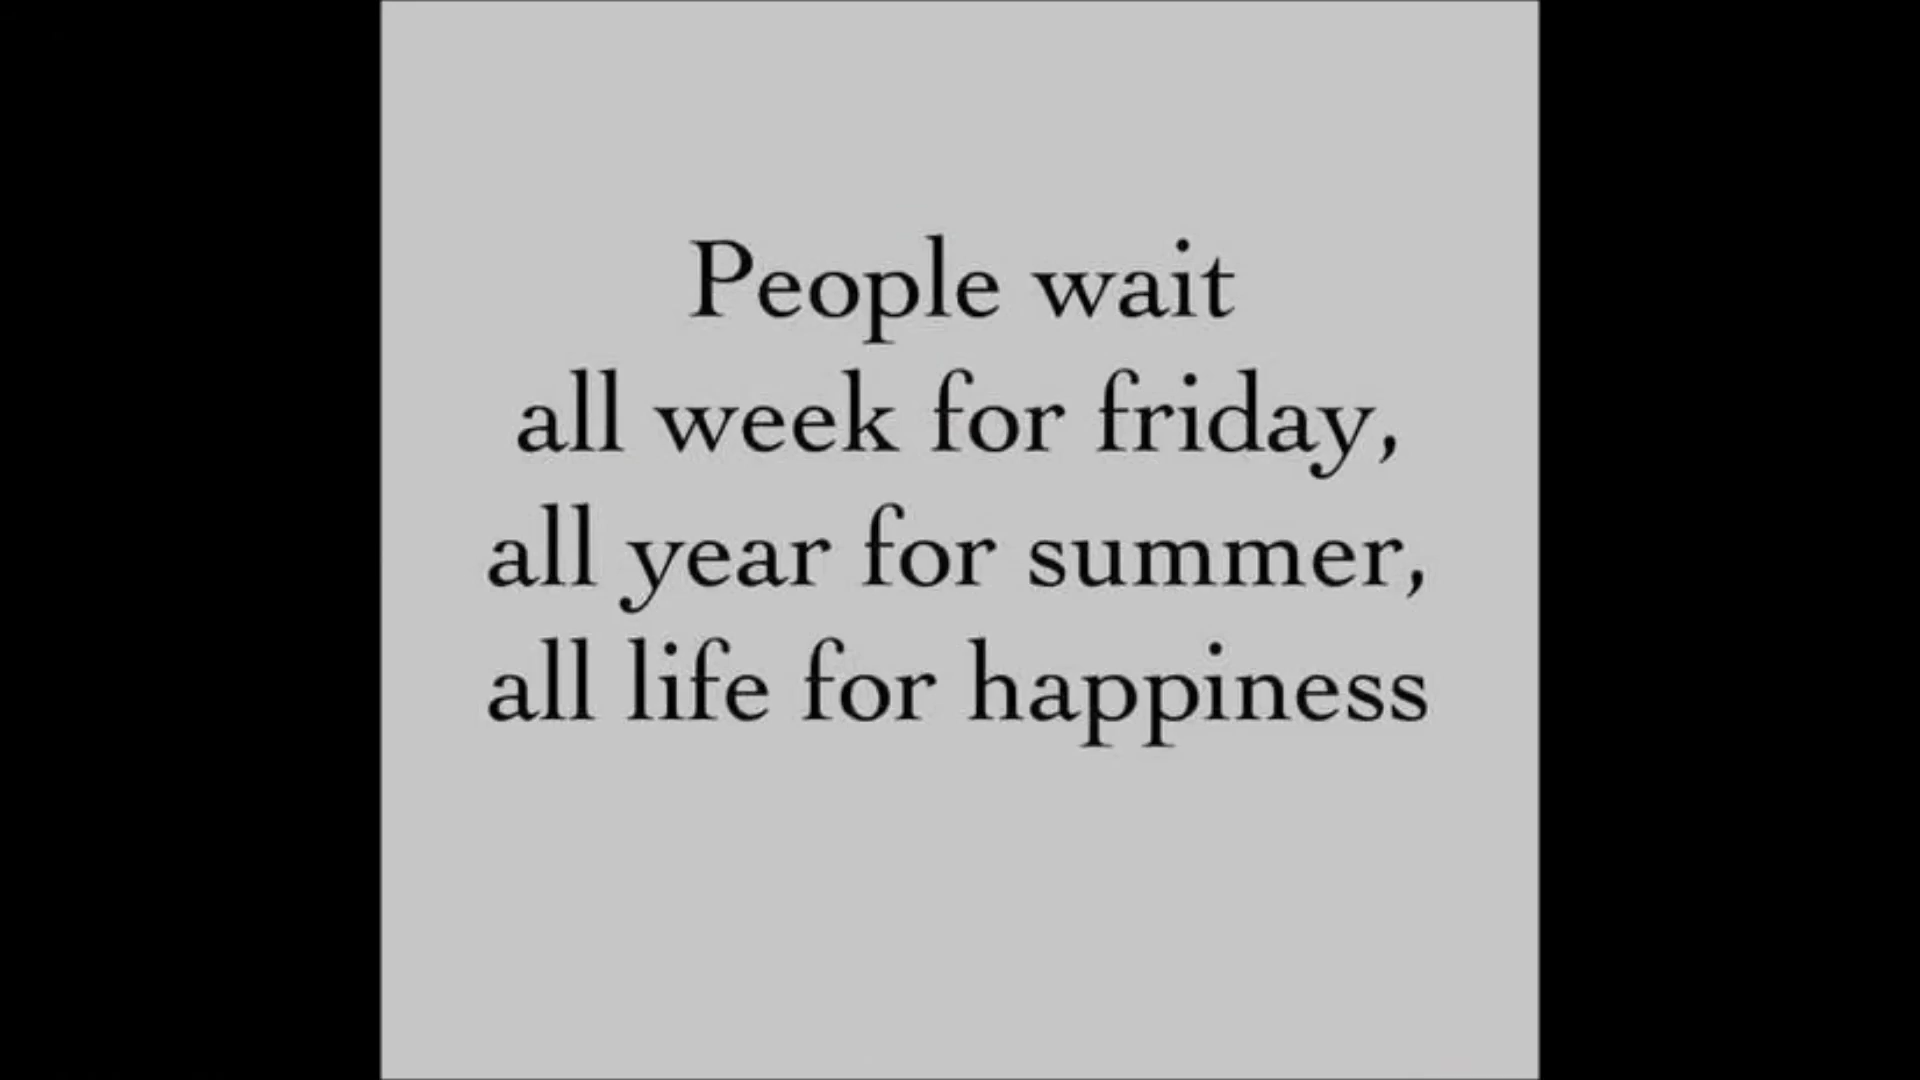 People wait
all week for friday,
all year for summer,
all life for happiness